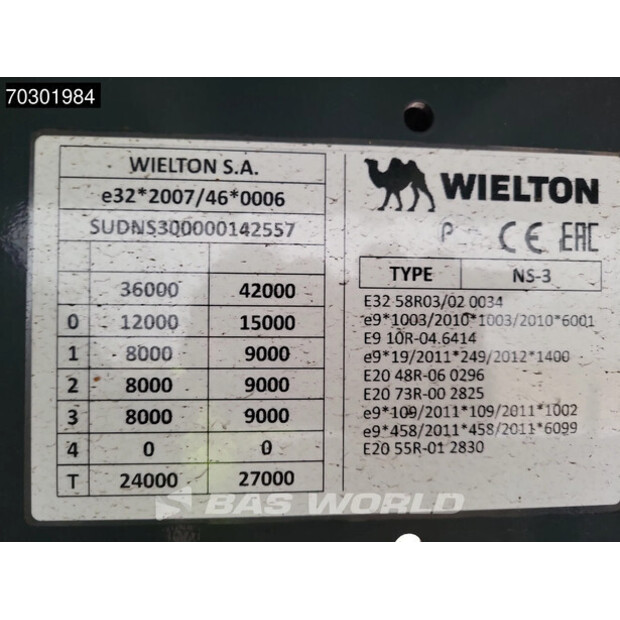 70301984
WIELTON S.A.
e32*2007/46*0006
SUDNS300000142557
36000 42000
0 12000 15000
1 8000 9000
2 8000 9000
3 8000 9000
4 0 0
T 24000 27000
WIELTON
P CE EAC
TYPE NS-3
E32 58R03/02 0034
e9*1003/2010*1003/2010*6001
E9 10R-04.6414
e9*19/2011*249/2012*1400
E20 48R-06 0296
E20 73R-00 2825
e9*109/2011*109/2011*1002
e9*458/2011*458/2011*6099
E20 55R-01 2830
BAS WORLD